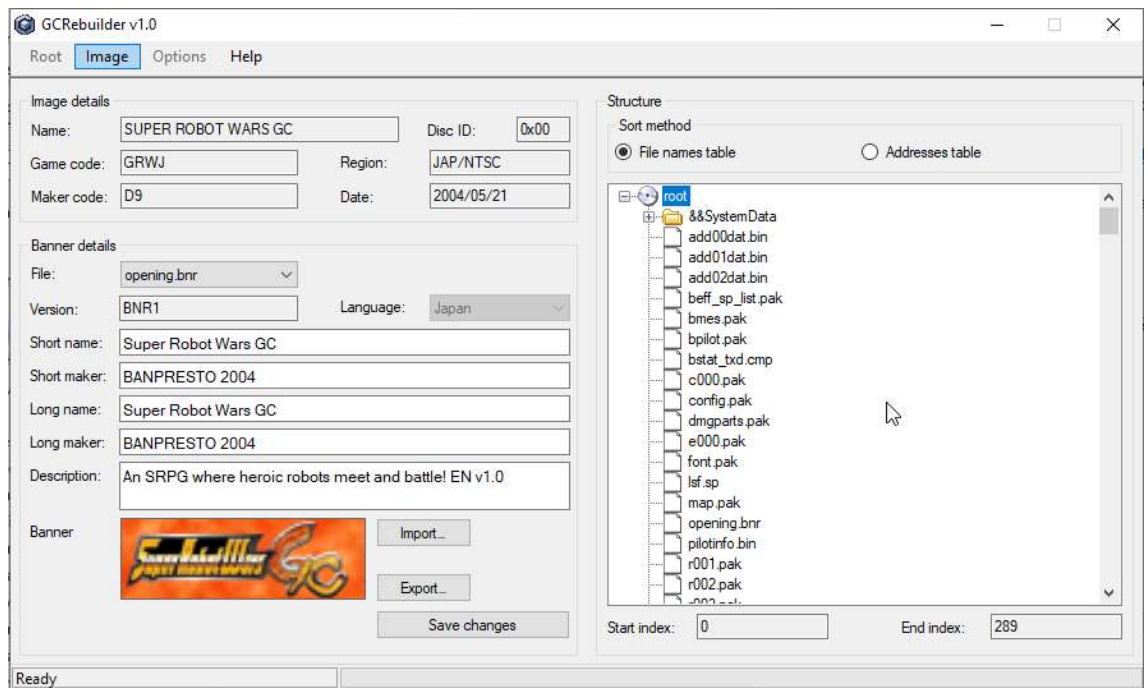 GCRebuilder v1.0
Root Image Options Help
Image details
Name: SUPER ROBOT WARS GC Disc ID: 0x00
Game code: GRWJ Region: JAP/NTSC
Maker code: D9 Date: 2004/05/21
Banner details
File: opening.bnr
Version: BNR1 Language: Japan
Short name: Super Robot Wars GC
Short maker: BANPRESTO 2004
Long name: Super Robot Wars GC
Long maker: BANPRESTO 2004
Description: An SRPG where heroic robots meet and battle! EN v1.0
Banner
Super Robot Wars GC
Import...
Export...
Save changes
Structure
Sort method
File names table Addresses table
root
&&SystemData
add00dat.bin
add01dat.bin
add02dat.bin
beff_sp_list.pak
bmes.pak
bpilot.pak
bstat_txd.cmp
c000.pak
config.pak
dmgparts.pak
e000.pak
font.pak
lsf.sp
map.pak
opening.bnr
pilotinfo.bin
r001.pak
r002.pak
Start index: 0 End index: 289
Ready